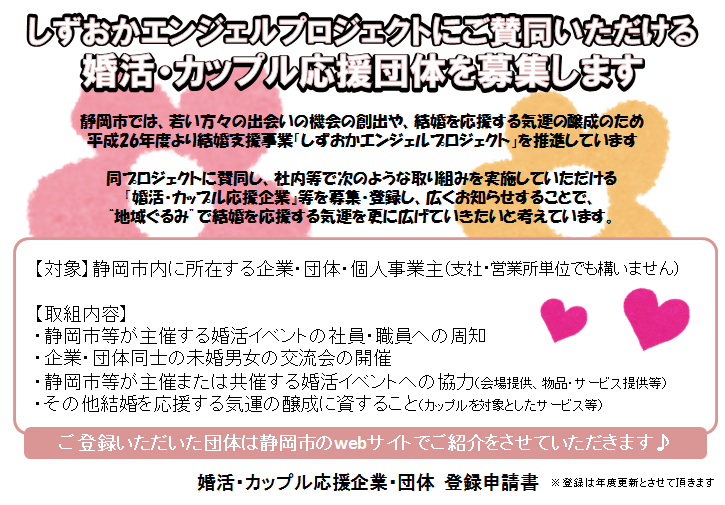 しずおかエンジェルプロジェクトにご賛同いただける
婚活・カップル応援団体を募集します
静岡市では、若い方々の出会いの機会の創出や、結婚を応援する気運の醸成のため
平成26年度より結婚支援事業「しずおかエンジェルプロジェクト」を推進しています
同プロジェクトに賛同し、社内等で次のような取り組みを実施していただける
「婚活・カップル応援企業」等を募集・登録し、広くお知らせすることで、
"地域ぐるみ"で結婚を応援する気運を更に広げていきたいと考えています。
【対象】静岡市内に所在する企業・団体・個人事業主(支社・営業所単位でも構いません)
【取組内容】
・静岡市等が主催する婚活イベントの社員・職員への周知
・企業・団体同士の未婚男女の交流会の開催
・静岡市等が主催または共催する婚活イベントへの協力(会場提供、物品・サービス提供等)
・その他結婚を応援する気運の醸成に資すること(カップルを対象としたサービス等)
ご登録いただいた団体は静岡市のwebサイトでご紹介をさせていただきます♪
婚活・カップル応援企業・団体 登録申請書 ※登録は年度更新とさせて頂きます